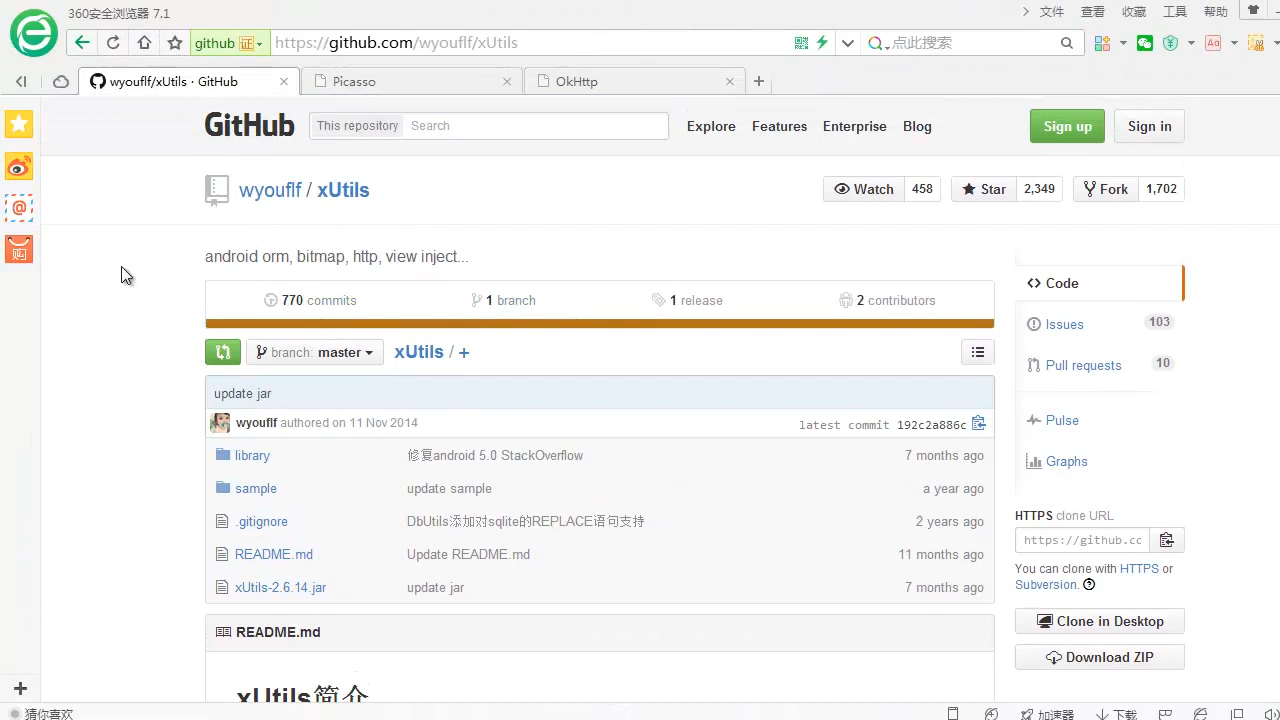 360安全浏览器 7.1
文件 查看 收藏 工具 帮助
github 证 https://github.com/wyouflf/xUtils 点此搜索
wyouflf/xUtils · GitHub Picasso OkHttp
GitHub This repository Search Explore Features Enterprise Blog Sign up Sign in
wyouflf / xUtils Watch 458 Star 2,349 Fork 1,702
android orm, bitmap, http, view inject...
770 commits 1 branch 1 release 2 contributors
branch: master xUtils / +
update jar
wyouflf authored on 11 Nov 2014 latest commit 192c2a886c
library 修复android 5.0 StackOverflow 7 months ago
sample update sample a year ago
.gitignore DbUtils添加对sqlite的REPLACE语句支持 2 years ago
README.md Update README.md 11 months ago
xUtils-2.6.14.jar update jar 7 months ago
README.md
xUtils简介
Code
Issues 103
Pull requests 10
Pulse
Graphs
HTTPS clone URL
https://github.cc
You can clone with HTTPS or
Subversion.
Clone in Desktop
Download ZIP
猜你喜欢 加速器 下载